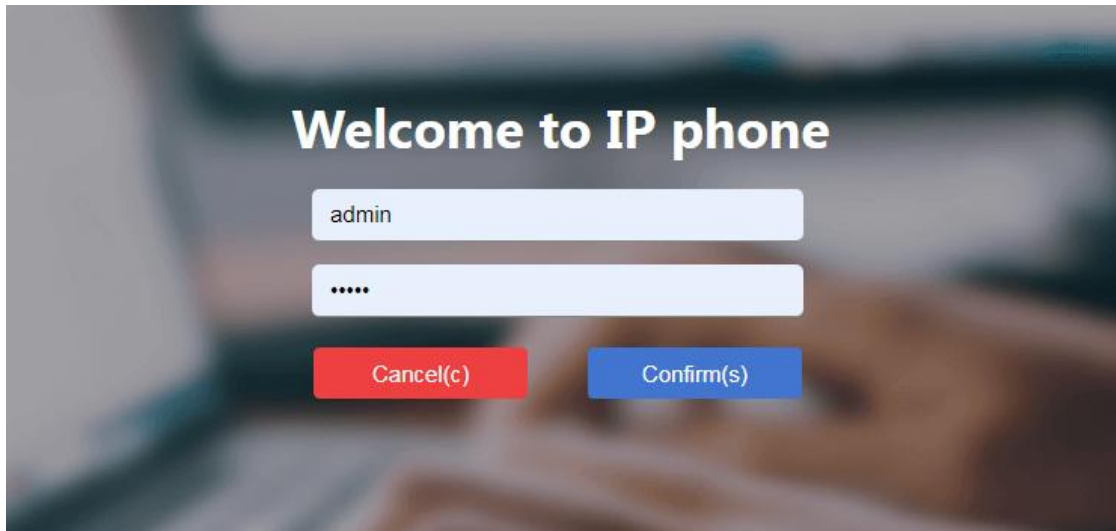 Welcome to IP phone
admin
•••••
Cancel(c)
Confirm(s)